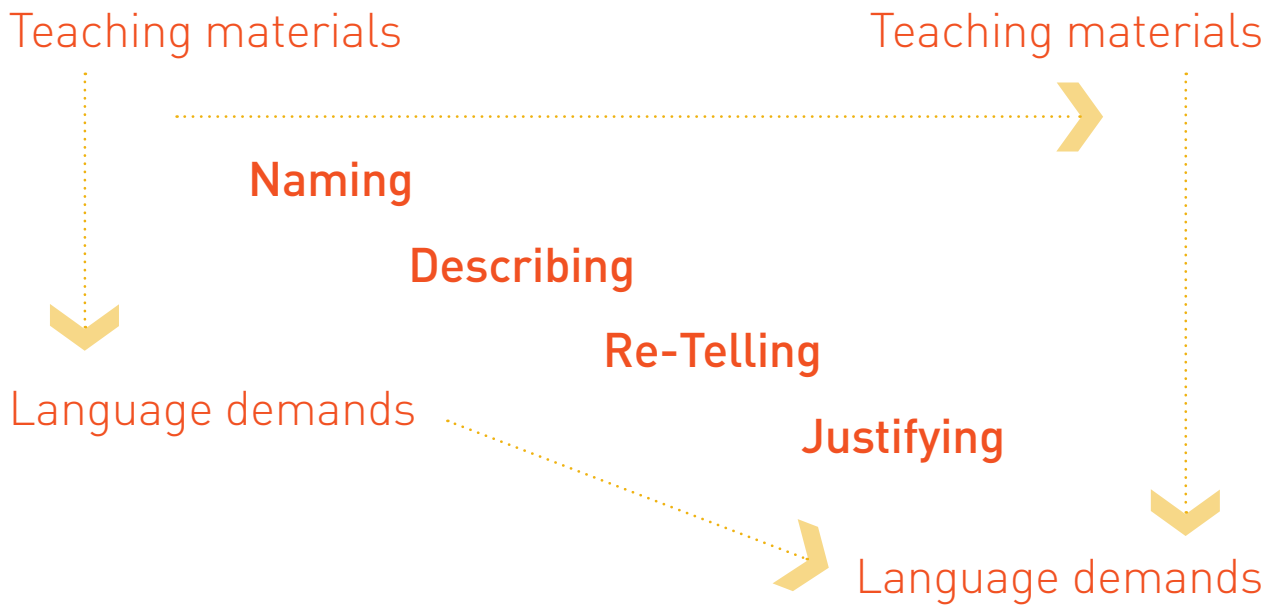 Teaching materials
Teaching materials
Naming
Describing
Re-Telling
Language demands
Justifying
Language demands